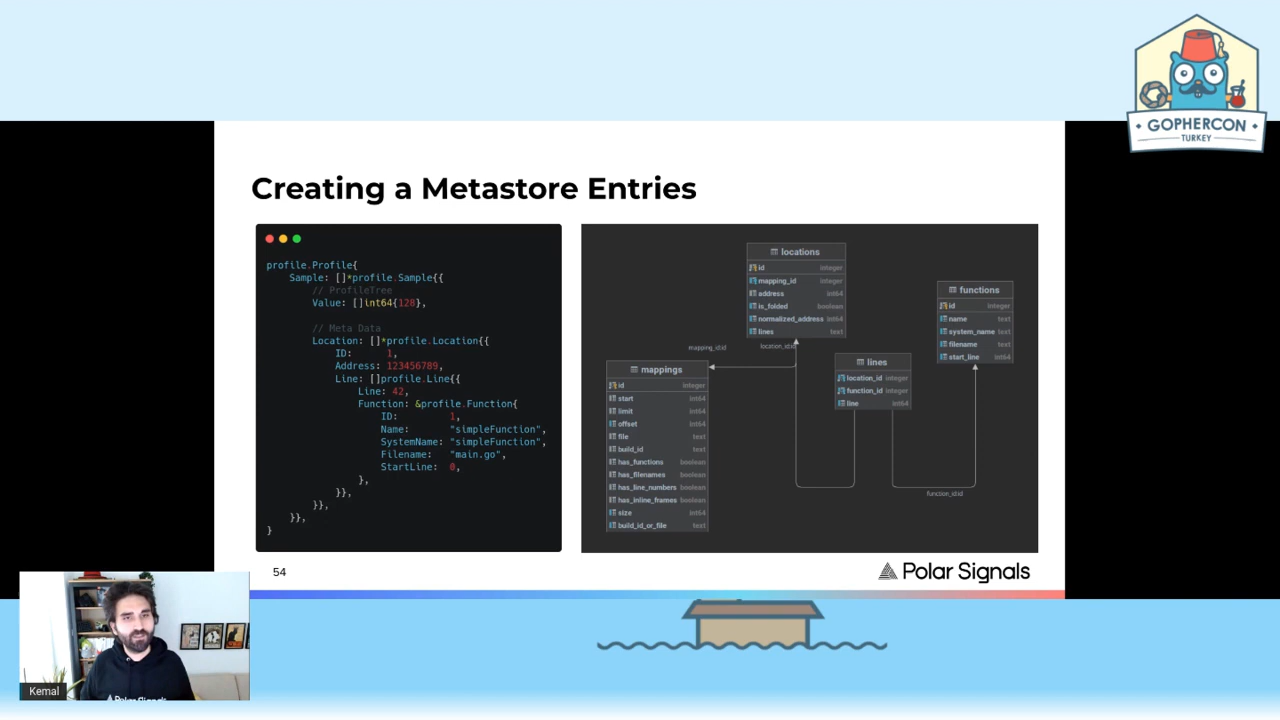 GOPHERCON
TURKEY
Creating a Metastore Entries
profile.Profile{
Sample: []*profile.Sample{{
// ProfileTree
Value: []int64{128},
// Meta Data
Location: []*profile.Location{{
ID: 1,
Address: 123456789,
Line: []profile.Line{{
Line: 42,
Function: &profile.Function{
ID: 1,
Name: "simpleFunction",
SystemName: "simpleFunction",
Filename: "main.go",
StartLine: 0,
},
}},
}},
}},
}
locations
id integer
mapping_id integer
address int64
is_folded boolean
normalized_address int64
lines text
functions
id integer
name text
system_name text
filename text
start_line int64
mapping_id:id
location_id:id
lines
location_id integer
function_id integer
line int64
mappings
id integer
start int64
limit int64
offset int64
file text
build_id text
has_functions boolean
has_filenames boolean
has_line_numbers boolean
has_inline_frames boolean
size int64
build_id_or_file text
function_id:id
54
Polar Signals
Kemal
Polar Signals